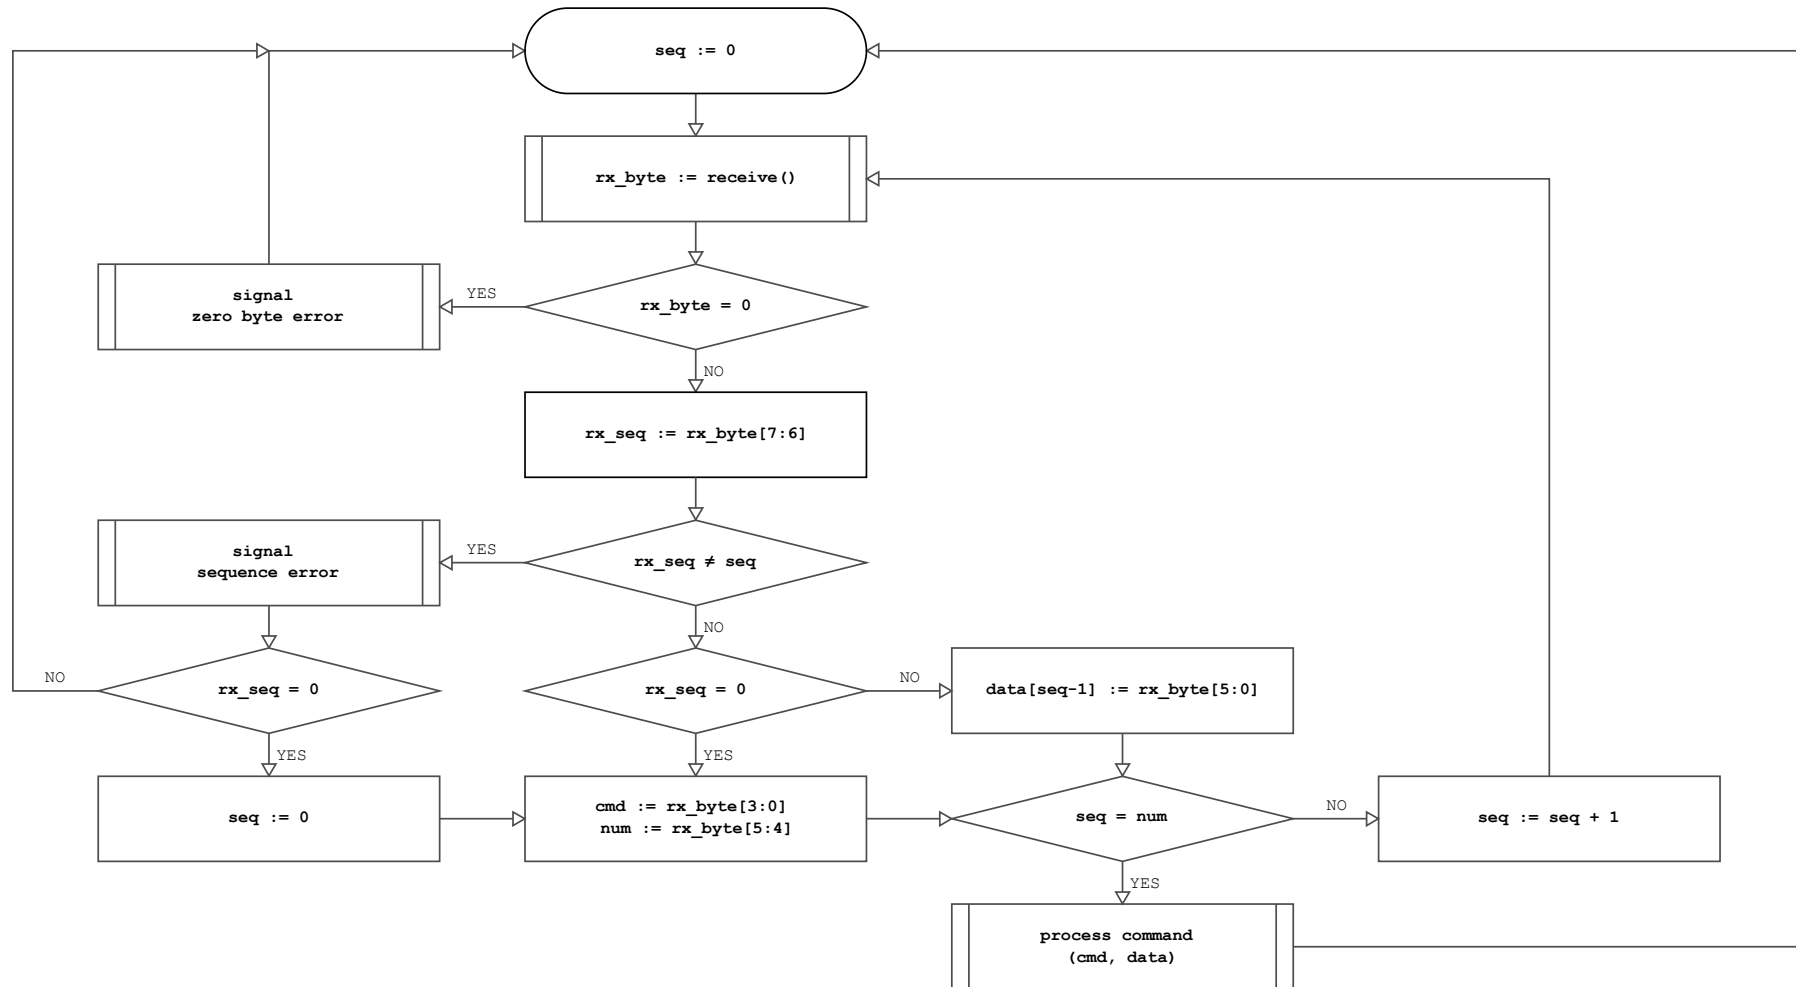 seq := 0
rx_byte := receive()
signal
zero byte error
YES
rx_byte = 0
NO
rx_seq := rx_byte[7:6]
signal
sequence error
YES
rx_seq ≠ seq
NO
NO
rx_seq = 0
rx_seq = 0
NO
data[seq-1] := rx_byte[5:0]
YES
YES
seq := 0
cmd := rx_byte[3:0]
num := rx_byte[5:4]
seq = num
NO
seq := seq + 1
YES
process command
(cmd, data)